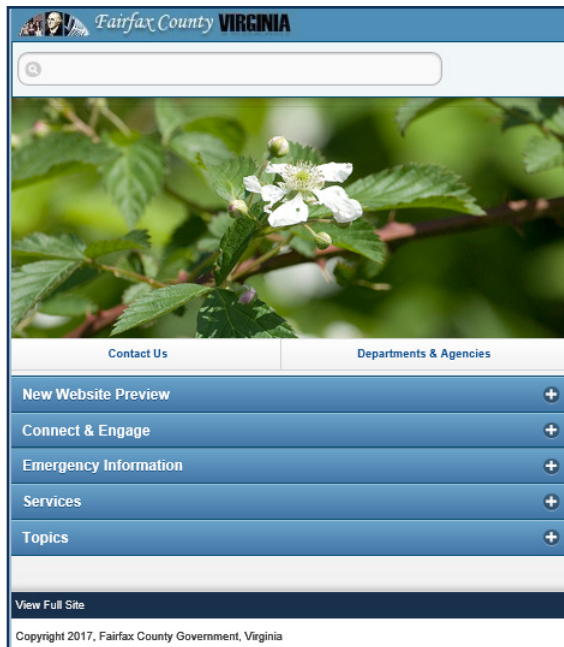 Fairfax County VIRGINIA
Contact Us
Departments & Agencies
New Website Preview
Connect & Engage
Emergency Information
Services
Topics
View Full Site
Copyright 2017, Fairfax County Government, Virginia